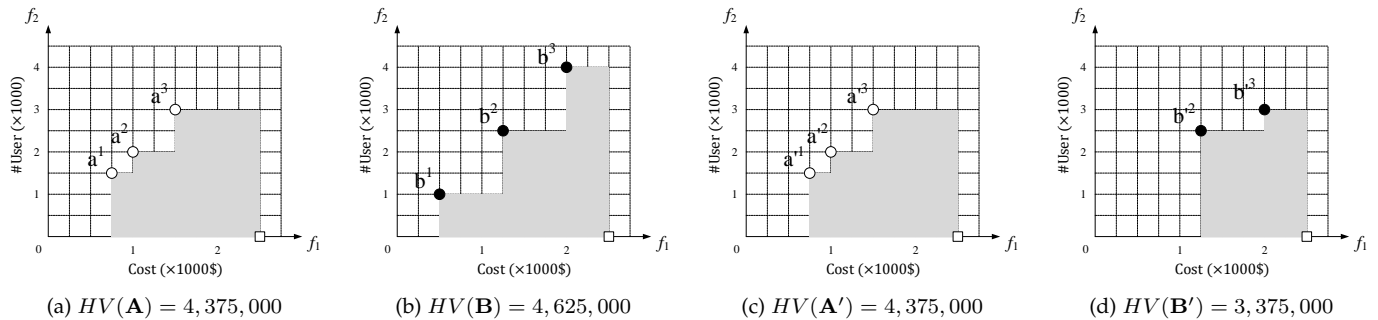 f₂
#User (×1000)
4
3
2
1
0
a³
a²
a¹
1
2
f₁
Cost (×1000$)
(a) HV(A) = 4, 375, 000
f₂
#User (×1000)
4
3
2
1
0
b³
b²
b¹
1
2
f₁
Cost (×1000$)
(b) HV(B) = 4, 625, 000
f₂
#User (×1000)
4
3
2
1
0
a'³
a'²
a'¹
1
2
f₁
Cost (×1000$)
(c) HV(A′) = 4, 375, 000
f₂
#User (×1000)
4
3
2
1
0
b'³
b'²
1
2
f₁
Cost (×1000$)
(d) HV(B′) = 3, 375, 000